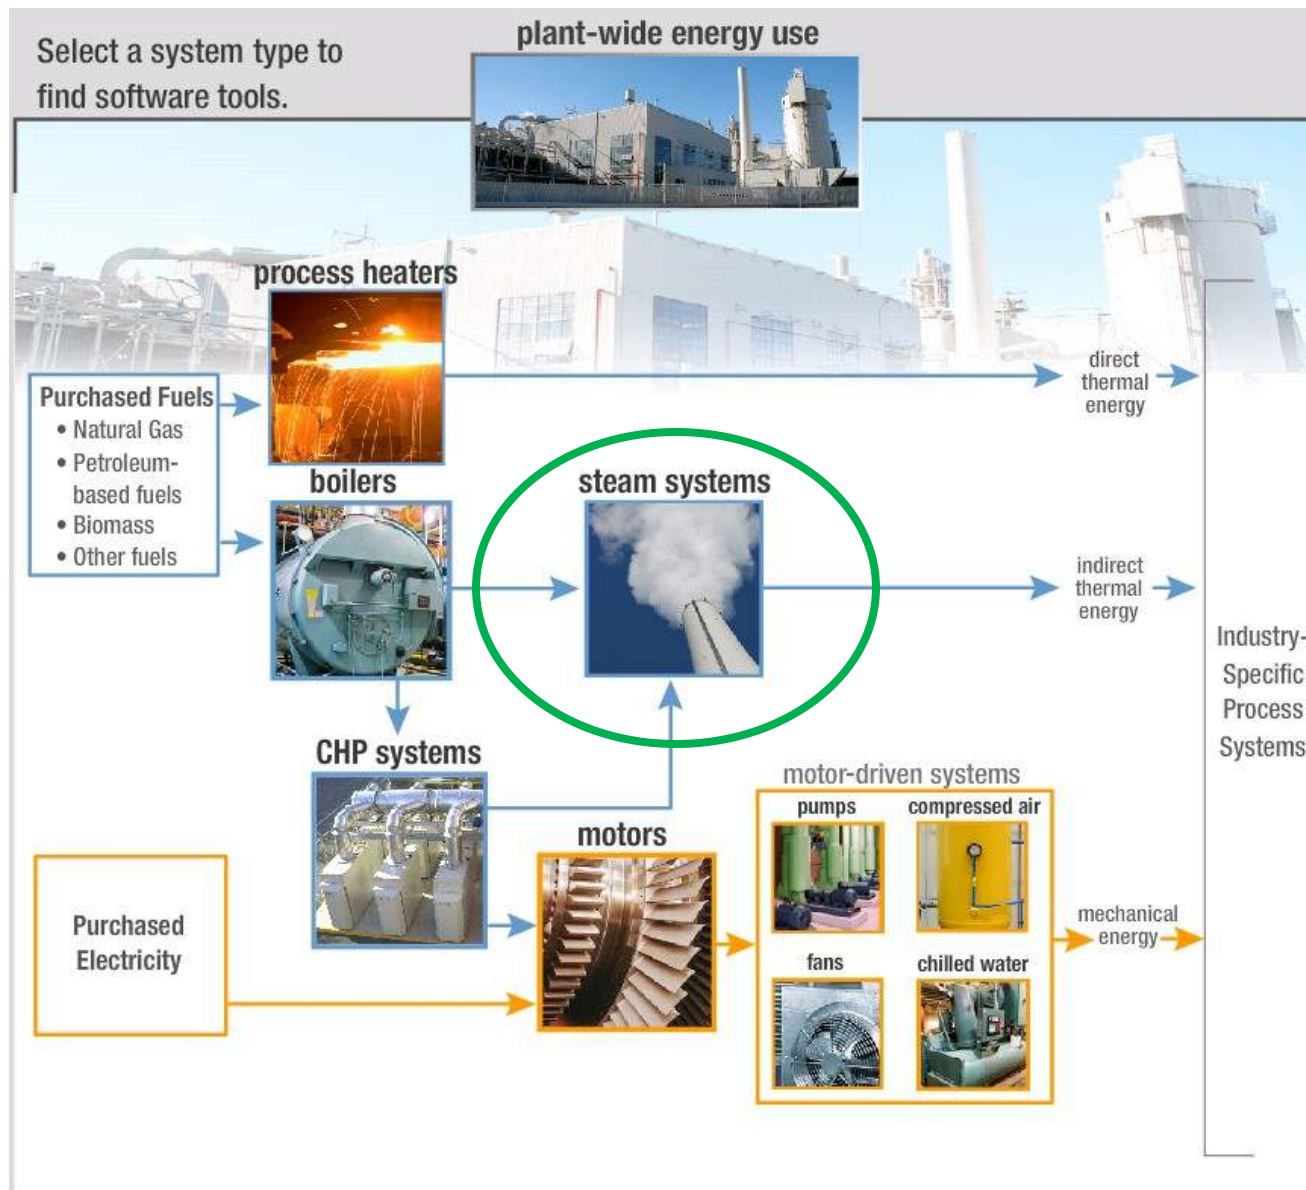 Select a system type to
find software tools.
plant-wide energy use
process heaters
direct
thermal
energy
Purchased Fuels
• Natural Gas
• Petroleum-
based fuels
• Biomass
• Other fuels
boilers
steam systems
indirect
thermal
energy
Industry-
Specific
Process
Systems
CHP systems
motors
motor-driven systems
pumps
compressed air
fans
chilled water
mechanical
energy
Purchased
Electricity